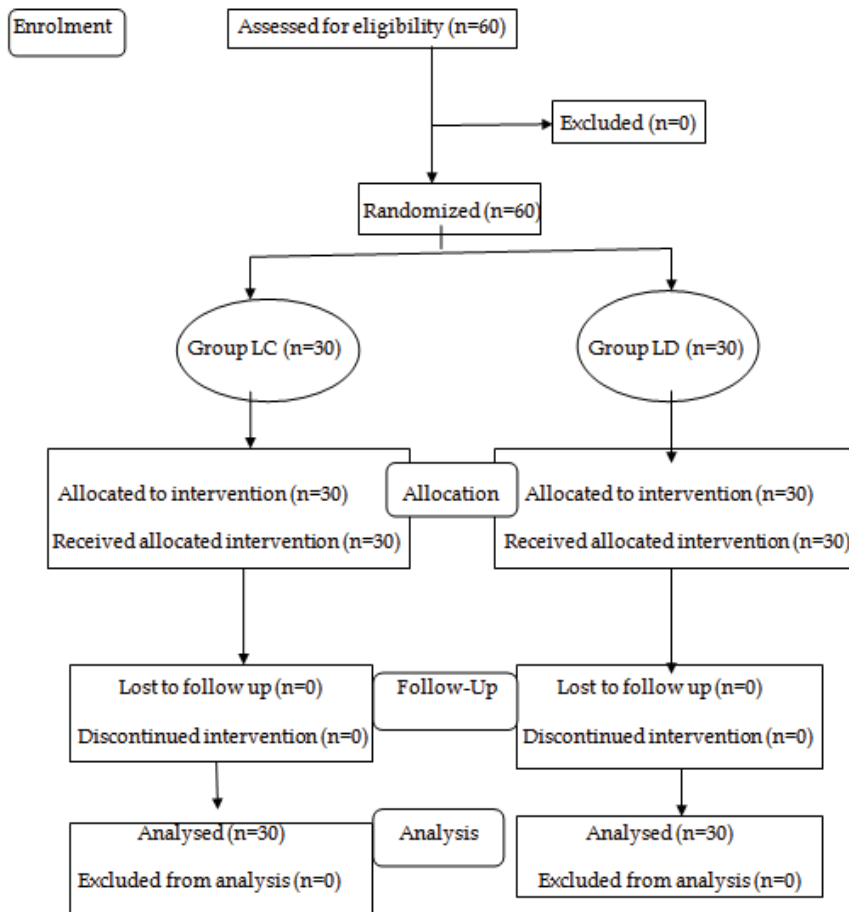 Enrolment
Assessed for eligibility (n=60)
Excluded (n=0)
Randomized (n=60)
Group LC (n=30)
Group LD (n=30)
Allocated to intervention (n=30)
Received allocated intervention (n=30)
Allocation
Allocated to intervention (n=30)
Received allocated intervention (n=30)
Lost to follow up (n=0)
Discontinued intervention (n=0)
Follow-Up
Lost to follow up (n=0)
Discontinued intervention (n=0)
Analysed (n=30)
Excluded from analysis (n=0)
Analysis
Analysed (n=30)
Excluded from analysis (n=0)